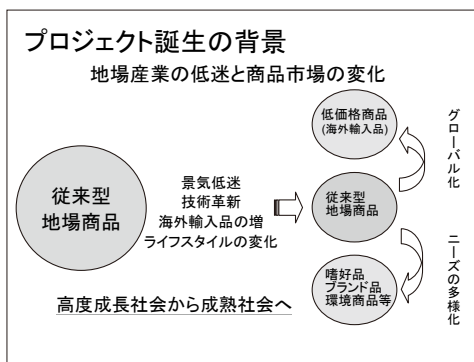 プロジェクト誕生の背景
地場産業の低迷と商品市場の変化
従来型
地場商品
景気低迷
技術革新
海外輸入品の増
ライフスタイルの変化
低価格商品
(海外輸入品)
従来型
地場商品
嗜好品
ブランド品
環境商品等
グローバル化
ニーズの多様化
高度成長社会から成熟社会へ